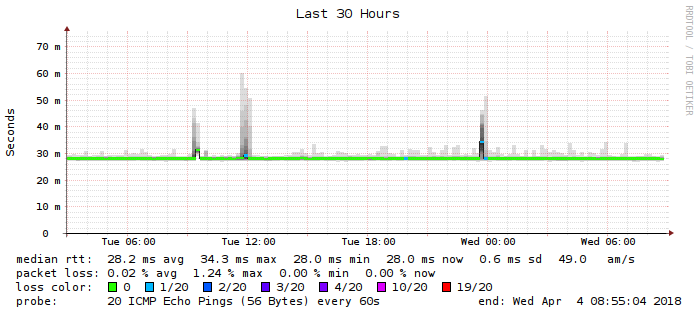 Last 30 Hours
RRDTOOL / TOBI OETIKER
Seconds
70 m
60 m
50 m
40 m
30 m
20 m
10 m
0
Tue 06:00 Tue 12:00 Tue 18:00 Wed 00:00 Wed 06:00
median rtt: 28.2 ms avg 34.3 ms max 28.0 ms min 28.0 ms now 0.6 ms sd 49.0 am/s
packet loss: 0.02 % avg 1.24 % max 0.00 % min 0.00 % now
loss color: 0 1/20 2/20 3/20 4/20 10/20 19/20
probe: 20 ICMP Echo Pings (56 Bytes) every 60s end: Wed Apr 4 08:55:04 2018